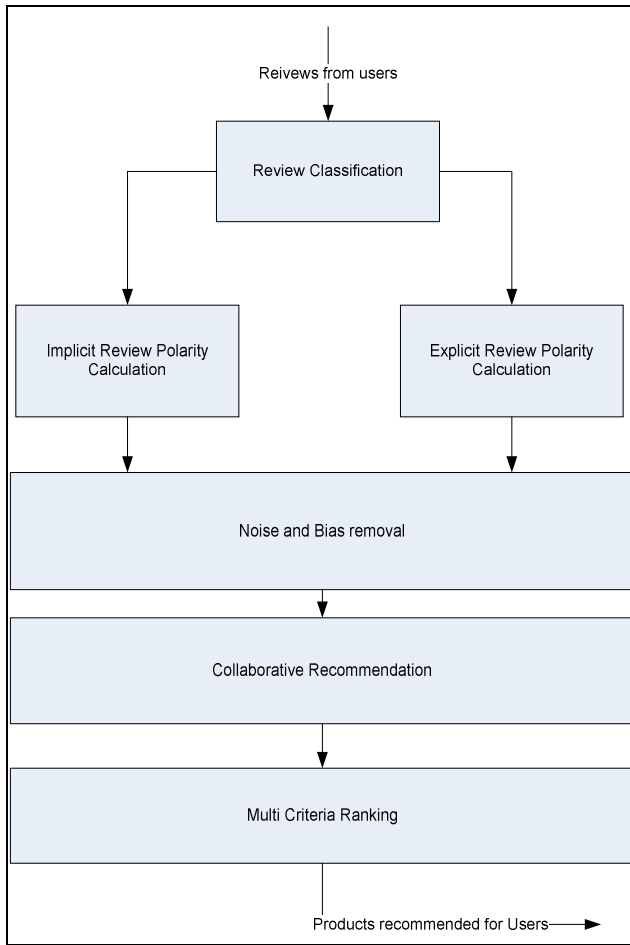 Reivews from users
Review Classification
Implicit Review Polarity
Calculation
Explicit Review Polarity
Calculation
Noise and Bias removal
Collaborative Recommendation
Multi Criteria Ranking
Products recommended for Users